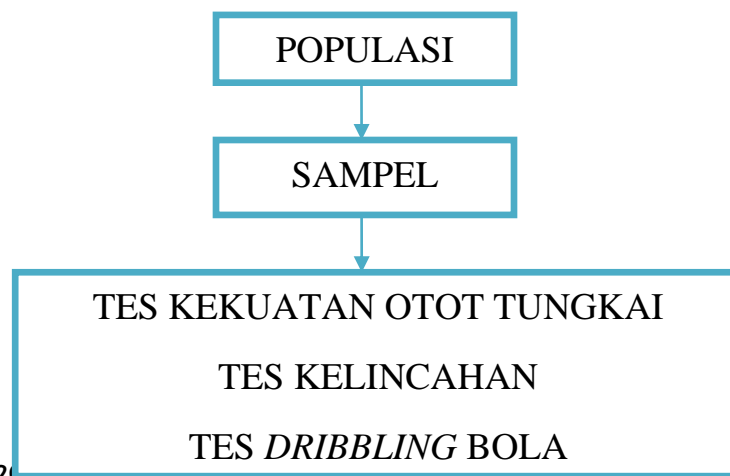 POPULASI
SAMPEL
TES KEKUATAN OTOT TUNGKAI
TES KELINCAHAN
TES DRIBBLING BOLA